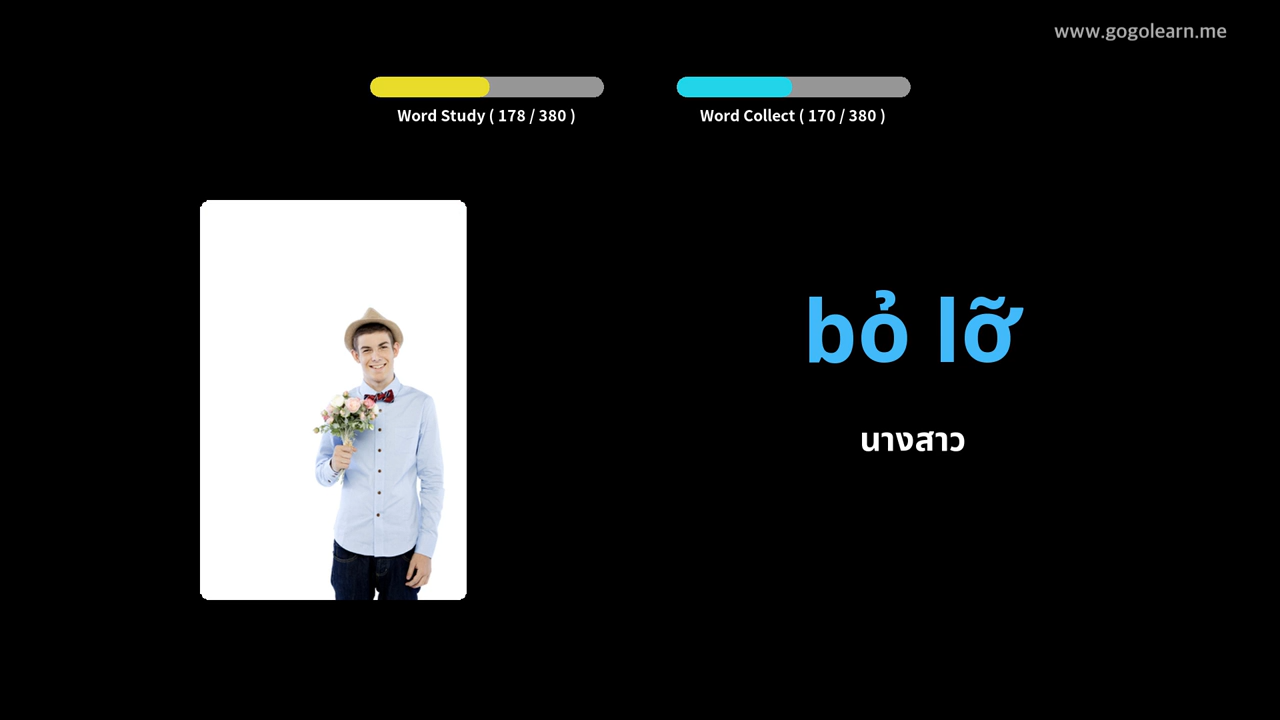 www.gogolearn.me
Word Study ( 178 / 380 )
Word Collect ( 170 / 380 )
bỏ lỡ
นางสาว